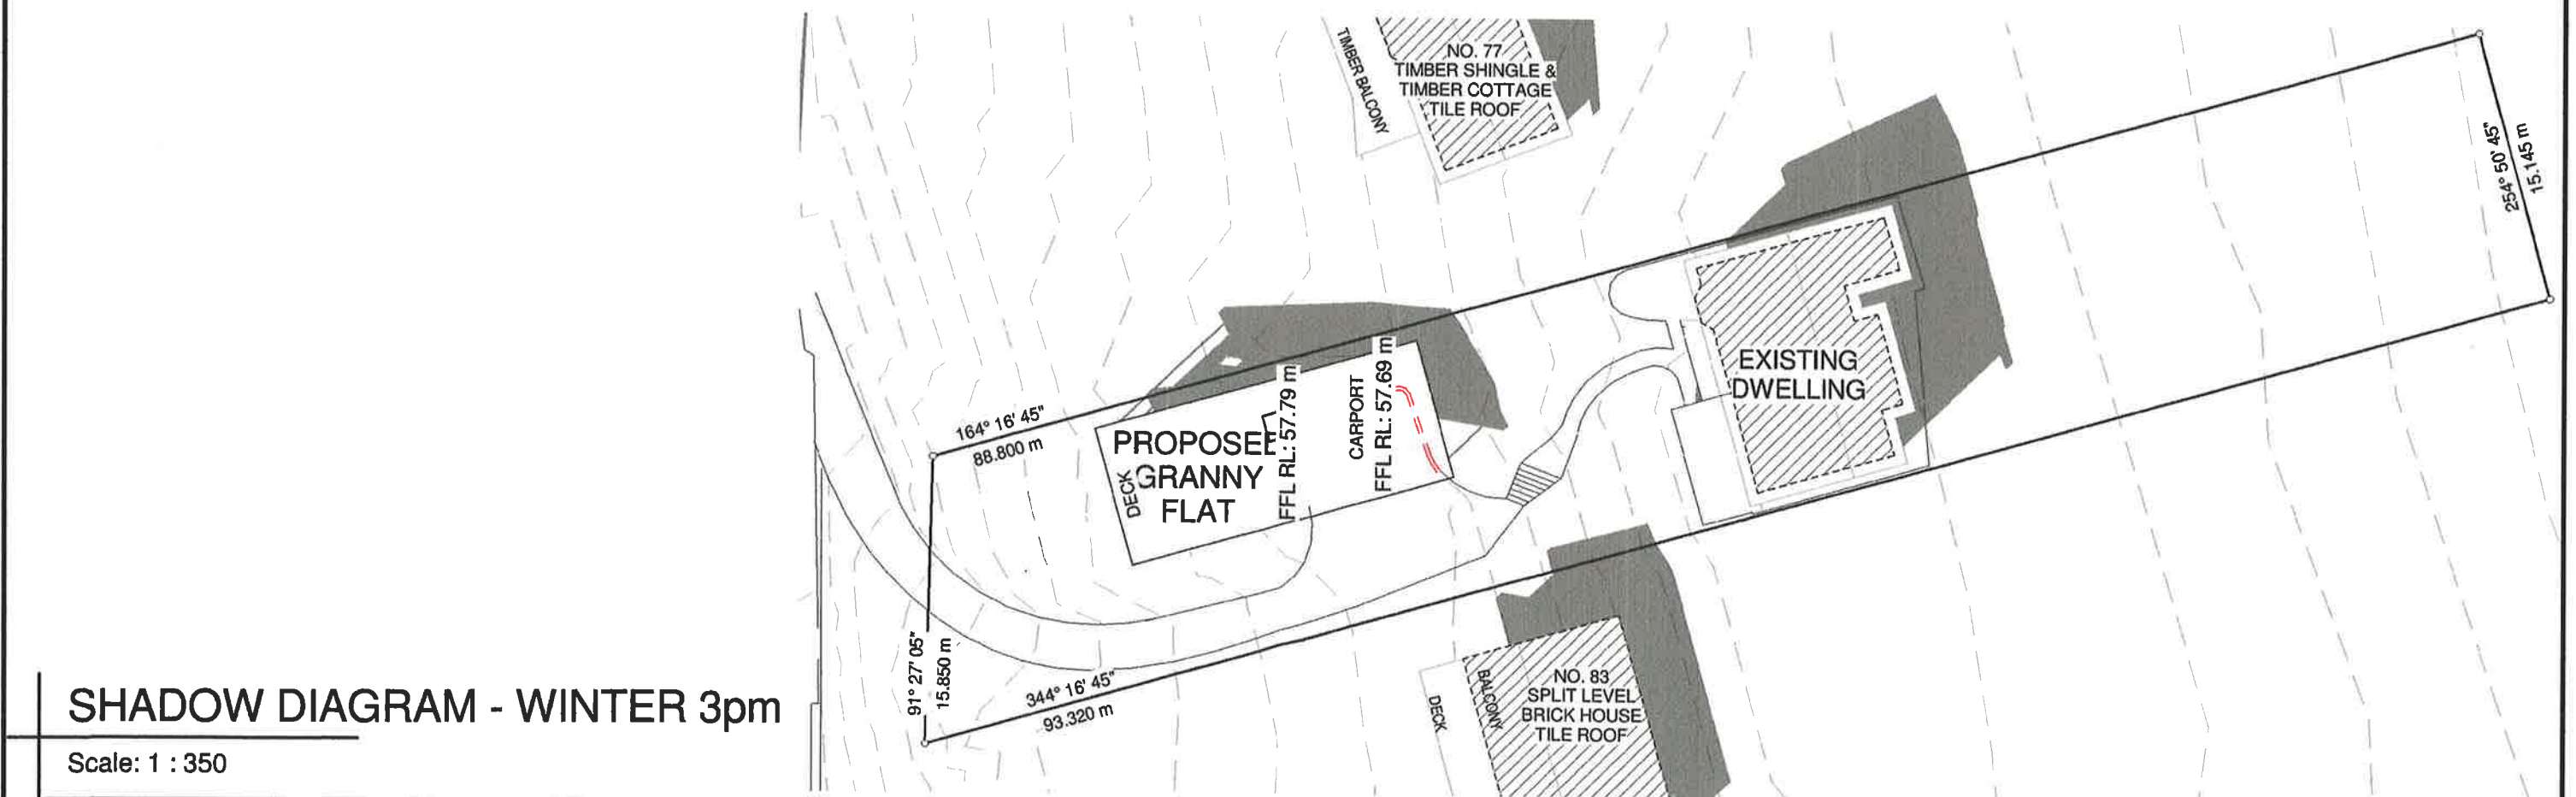 TIMBER BALCONY
NO. 77
TIMBER SHINGLE &
TIMBER COTTAGE
TILE ROOF
254° 50' 45"
15.145 m
164° 16' 45"
88.800 m
PROPOSE
GRANNY
FLAT
DECK
FFL RL: 57.79 m
CARPORT
FFL RL: 57.69 m
EXISTING
DWELLING
91° 27' 05"
15.850 m
344° 16' 45"
93.320 m
DECK
BALCONY
NO. 83
SPLIT LEVEL
BRICK HOUSE
TILE ROOF
SHADOW DIAGRAM - WINTER 3pm
Scale: 1 : 350